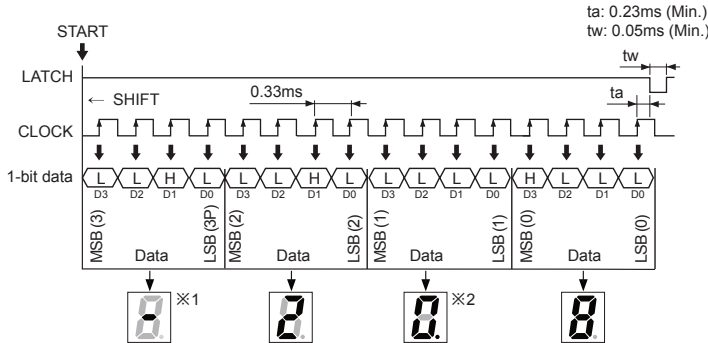 ta: 0.23ms (Min.)
tw: 0.05ms (Min.)
START
tw
LATCH
← SHIFT
0.33ms
ta
CLOCK
1-bit data
L L H L L L H L L L L L H L L L
D3 D2 D1 D0 D3 D2 D1 D0 D3 D2 D1 D0 D3 D2 D1 D0
MSB (3) Data LSB (3P) MSB (2) Data LSB (2) MSB (1) Data LSB (1) MSB (0) Data LSB (0)
- ※1 2 0. ※2 8